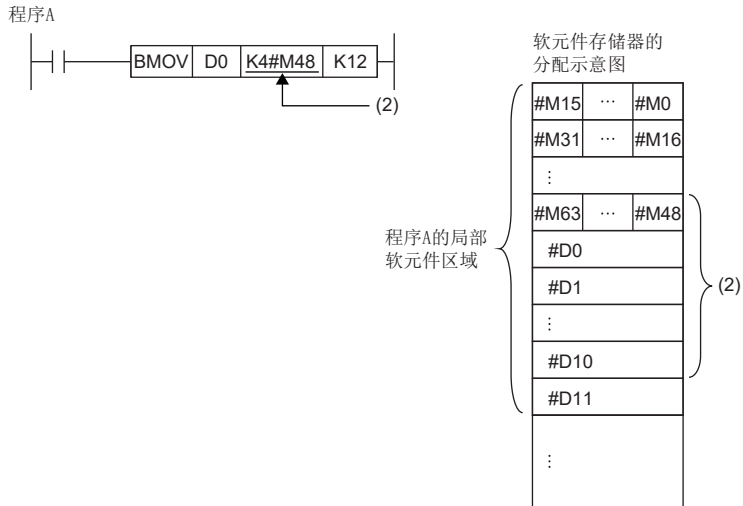 程序A
BMOV D0 K4#M48 K12
(2)
软元件存储器的
分配示意图
#M15 … #M0
#M31 … #M16
⋮
#M63 … #M48
#D0
#D1
⋮
#D10
#D11
⋮
程序A的局部
软元件区域
(2)